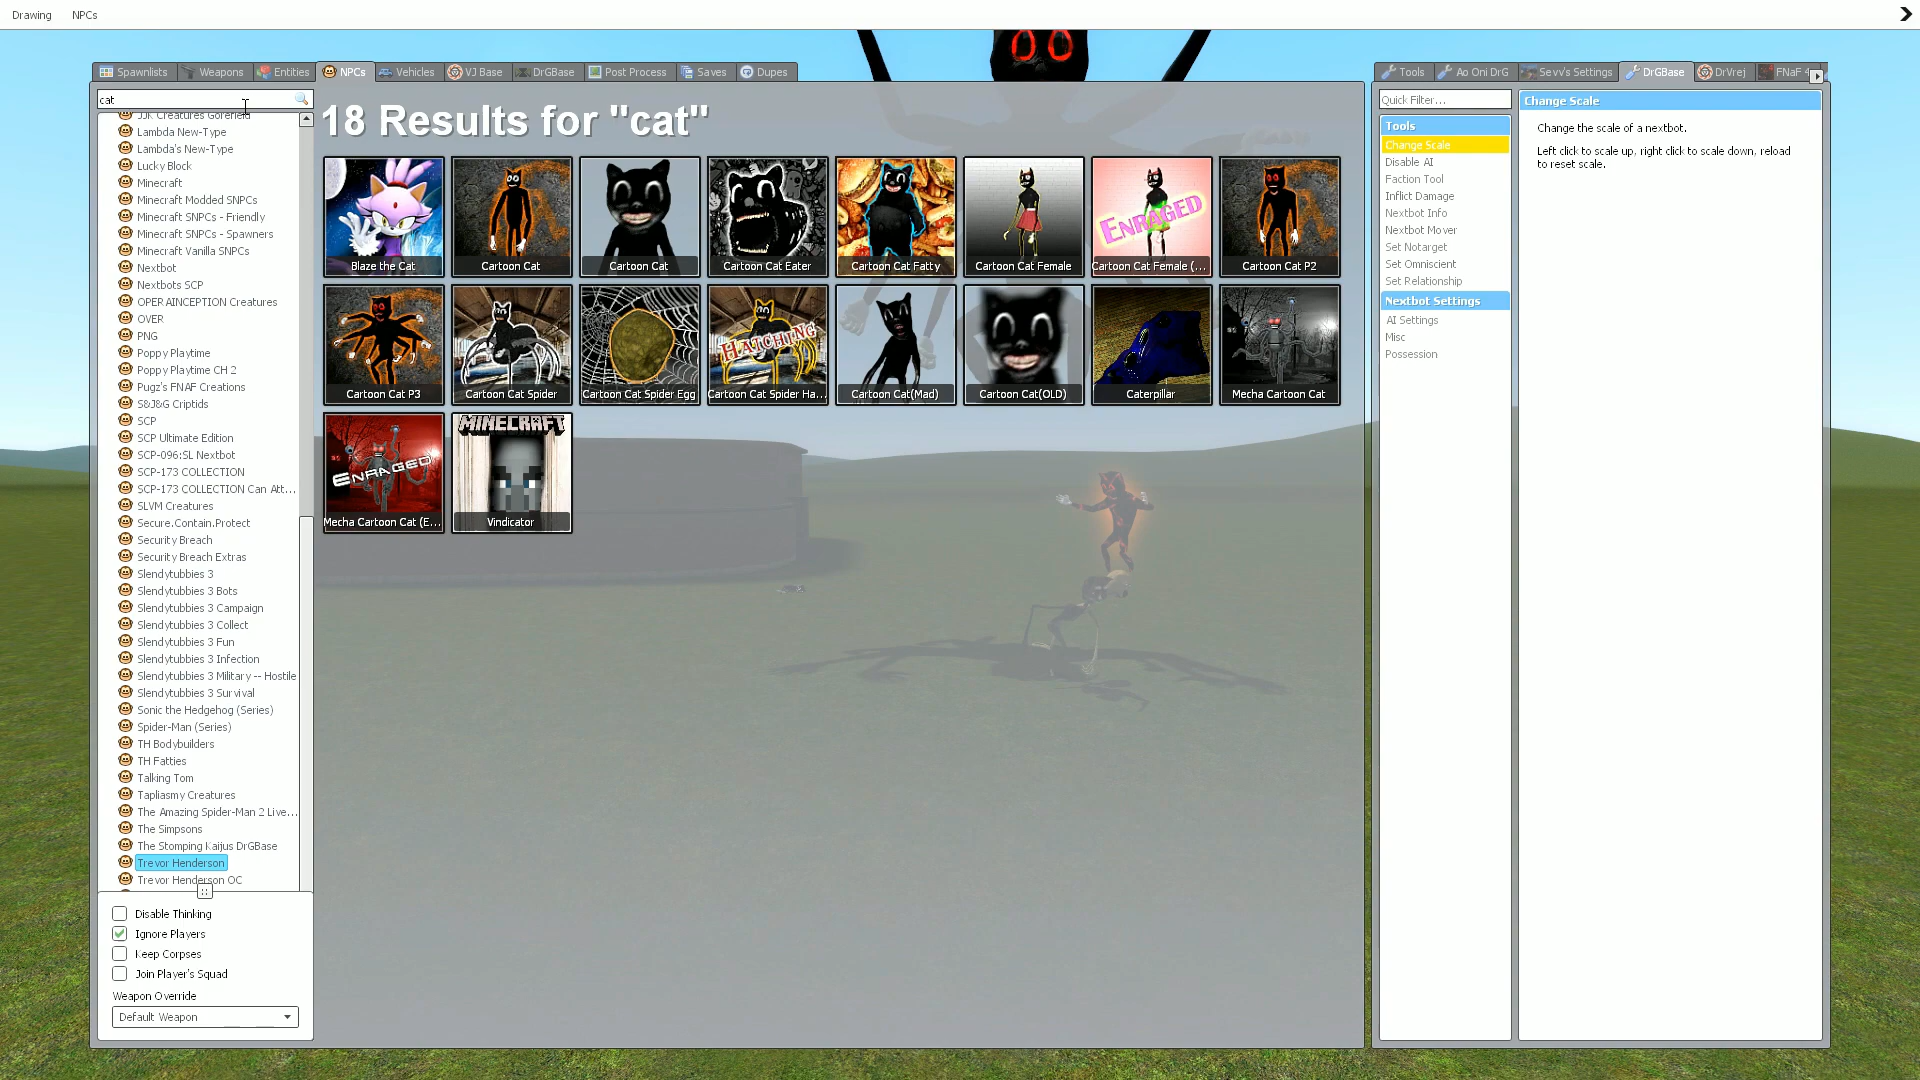 Drawing NPCs
Spawnlists Weapons Entities NPCs Vehicles VJ Base DrGBase Post Process Saves Dupes
Tools Ao Oni DrG Sevv's Settings DrGBase DrVrej FNaF 4
cat
JJK Creatures Gorefield
Lambda New-Type
Lambda's New-Type
Lucky Block
Minecraft
Minecraft Modded SNPCs
Minecraft SNPCs - Friendly
Minecraft SNPCs - Spawners
Minecraft Vanilla SNPCs
Nextbot
Nextbots SCP
OPERAINCEPTION Creatures
OVER
PNG
Poppy Playtime
Poppy Playtime CH 2
Pugz's FNAF Creations
S&J&G Criptids
SCP
SCP Ultimate Edition
SCP-096:SL Nextbot
SCP-173 COLLECTION
SCP-173 COLLECTION Can Att...
SLVM Creatures
Secure.Contain.Protect
Security Breach
Security Breach Extras
Slendytubbies 3
Slendytubbies 3 Bots
Slendytubbies 3 Campaign
Slendytubbies 3 Collect
Slendytubbies 3 Fun
Slendytubbies 3 Infection
Slendytubbies 3 Military -- Hostile
Slendytubbies 3 Survival
Sonic the Hedgehog (Series)
Spider-Man (Series)
TH Bodybuilders
TH Fatties
Talking Tom
Tapliasmy Creatures
The Amazing Spider-Man 2 Live...
The Simpsons
The Stomping Kaijus DrGBase
Trevor Henderson
Trevor Henderson OC
Disable Thinking
Ignore Players
Keep Corpses
Join Player's Squad
Weapon Override
Default Weapon
18 Results for "cat"
Blaze the Cat
Cartoon Cat
Cartoon Cat
Cartoon Cat Eater
Cartoon Cat Fatty
Cartoon Cat Female
ENRAGED
Cartoon Cat Female (...
Cartoon Cat P2
Cartoon Cat P3
Cartoon Cat Spider
Cartoon Cat Spider Egg
HATCHING
Cartoon Cat Spider Ha...
Cartoon Cat(Mad)
Cartoon Cat(OLD)
Caterpillar
Mecha Cartoon Cat
ENRAGED
Mecha Cartoon Cat (E...
MINECRAFT
Vindicator
Quick Filter...
Tools
Change Scale
Disable AI
Faction Tool
Inflict Damage
Nextbot Info
Nextbot Mover
Set Notarget
Set Omniscient
Set Relationship
Nextbot Settings
AI Settings
Misc
Possession
Change Scale
Change the scale of a nextbot.
Left click to scale up, right click to scale down, reload
to reset scale.